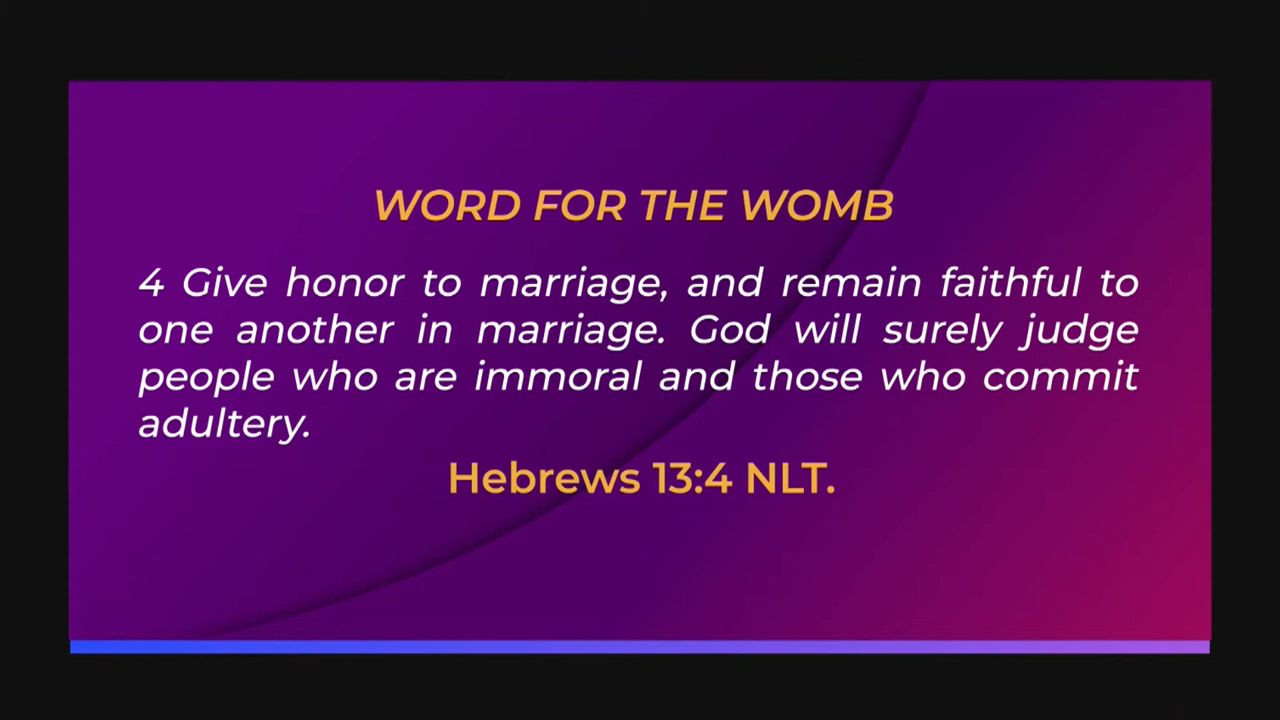 WORD FOR THE WOMB
4 Give honor to marriage, and remain faithful to
one another in marriage. God will surely judge
people who are immoral and those who commit
adultery.
Hebrews 13:4 NLT.